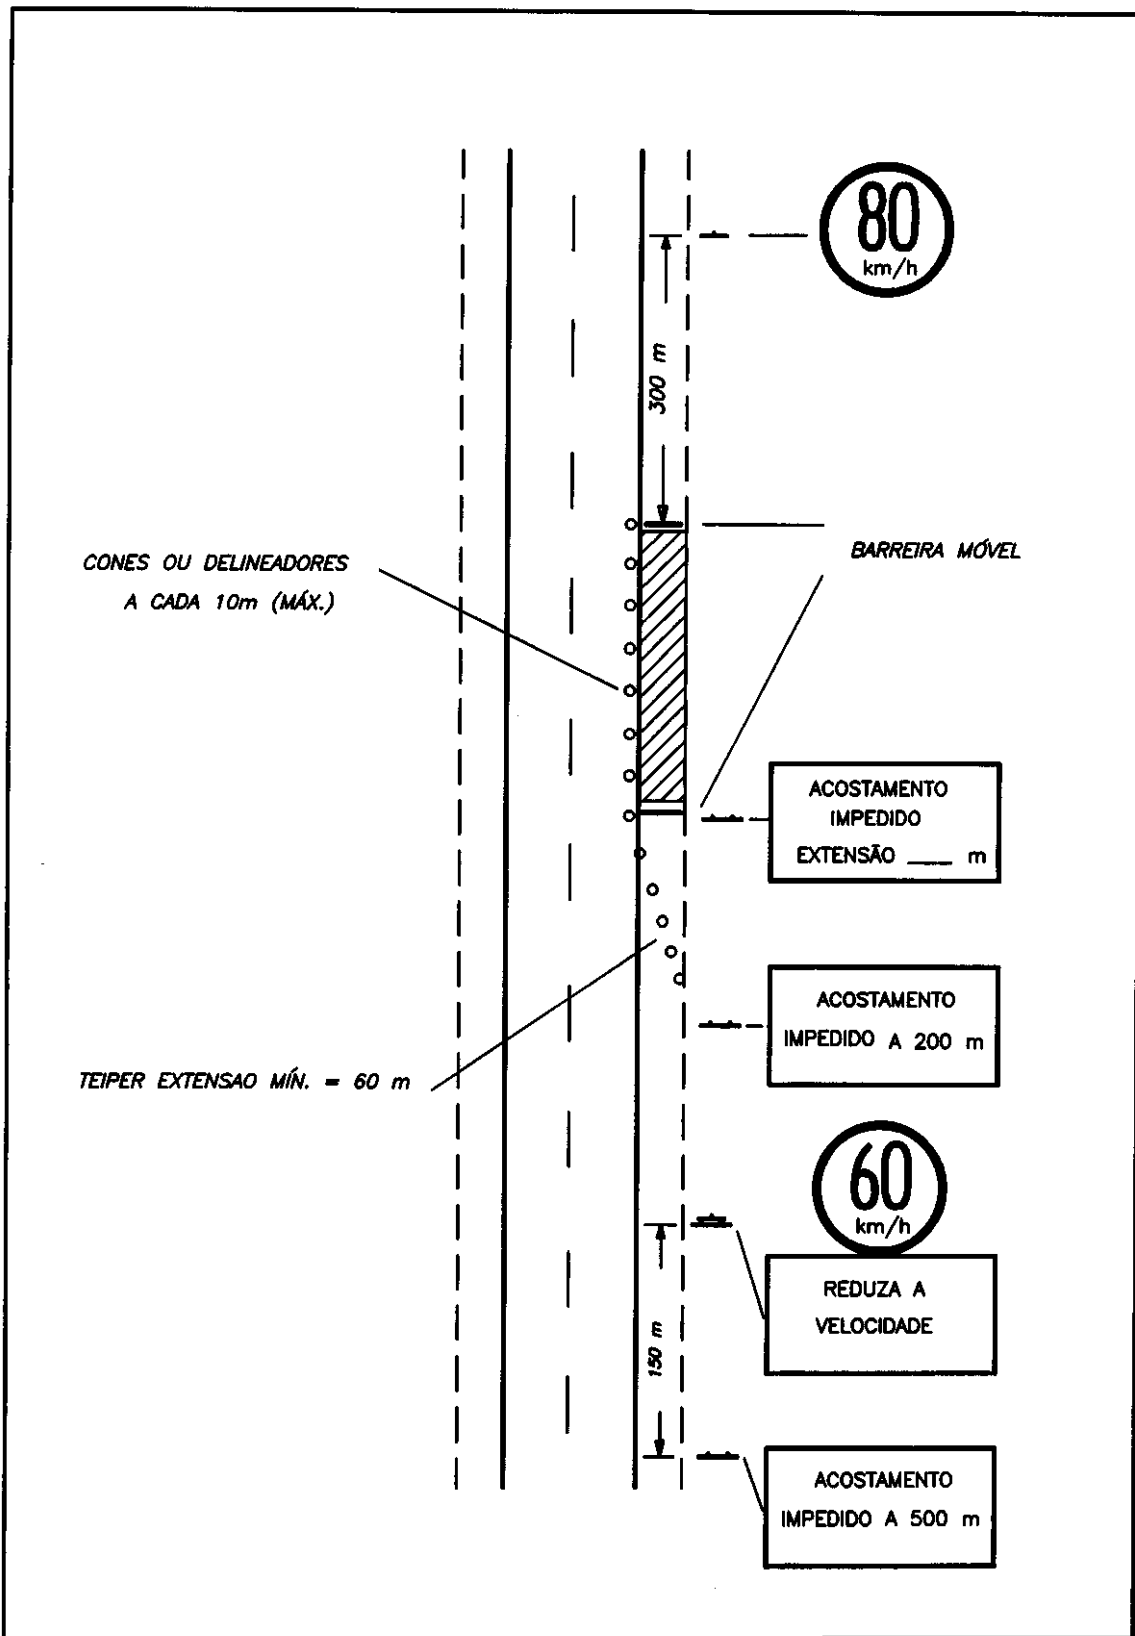 80
km/h
300 m
CONES OU DELINEADORES
A CADA 10m (MÁX.)
BARREIRA MÓVEL
ACOSTAMENTO
IMPEDIDO
EXTENSÃO ____ m
ACOSTAMENTO
IMPEDIDO A 200 m
TEIPER EXTENSAO MÍN. = 60 m
60
km/h
REDUZA A
VELOCIDADE
150 m
ACOSTAMENTO
IMPEDIDO A 500 m